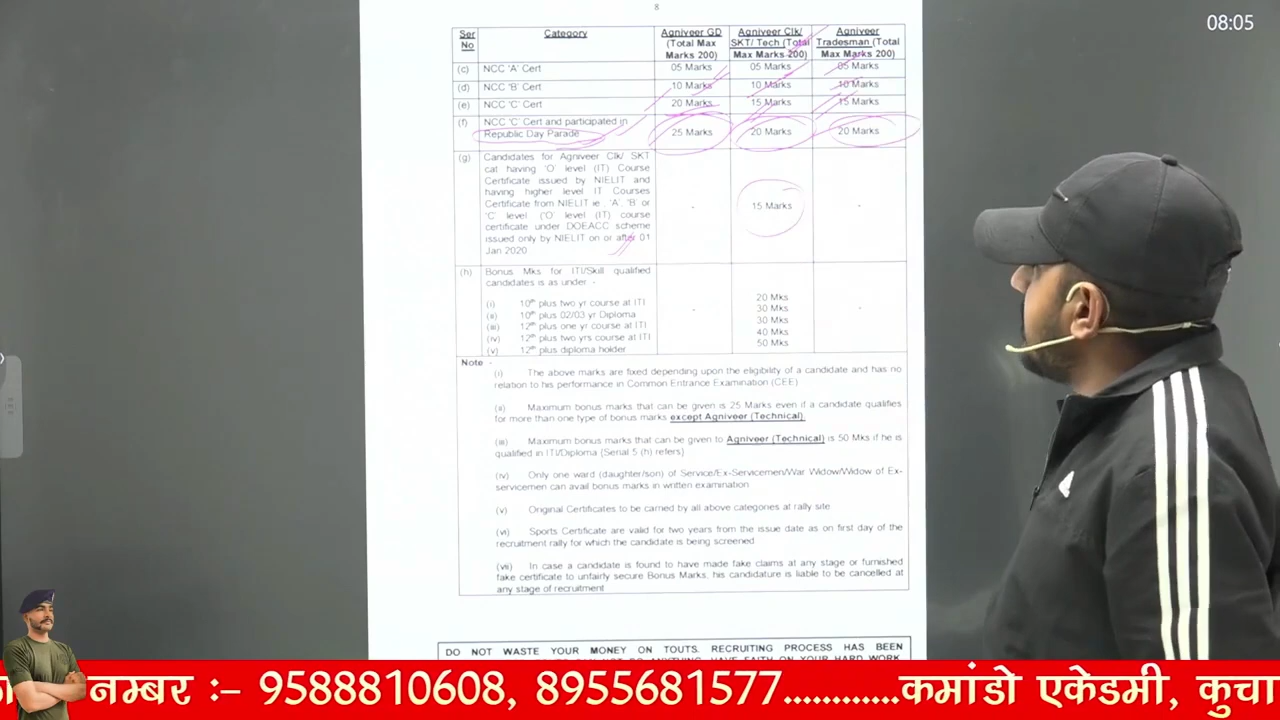 8
08:05
Ser No
Category
Agniveer GD (Total Max Marks 200)
Agniveer Clk/ SKT/ Tech (Total Max Marks 200)
Agniveer Tradesman (Total Max Marks 200)
(c) NCC 'A' Cert 05 Marks 05 Marks 05 Marks
(d) NCC 'B' Cert 10 Marks 10 Marks 10 Marks
(e) NCC 'C' Cert 20 Marks 15 Marks 15 Marks
(f) NCC 'C' Cert and participated in
Republic Day Parade 25 Marks 20 Marks 20 Marks
(g) Candidates for Agniveer Clk/ SKT
cat having 'O' level (IT) Course
Certificate issued by NIELIT and
having higher level IT Courses
Certificate from NIELIT ie 'A', 'B' or - 15 Marks -
'C' level ('O' level (IT) course
certificate under DOEACC scheme
issued only by NIELIT on or after 01
Jan 2020
(h) Bonus Mks for ITI/Skill qualified
candidates is as under -
(i) 10th plus two yr course at ITI 20 Mks
(ii) 10th plus 02/03 yr Diploma - 30 Mks -
(iii) 12th plus one yr course at ITI 30 Mks
(iv) 12th plus two yrs course at ITI 40 Mks
(v) 12th plus diploma holder 50 Mks
Note -
(i) The above marks are fixed depending upon the eligibility of a candidate and has no
relation to his performance in Common Entrance Examination (CEE)
(ii) Maximum bonus marks that can be given is 25 Marks even if a candidate qualifies
for more than one type of bonus marks except Agniveer (Technical).
(iii) Maximum bonus marks that can be given to Agniveer (Technical) is 50 Mks if he is
qualified in ITI/Diploma (Serial 5 (h) refers)
(iv) Only one ward (daughter/son) of Service/Ex-Servicemen/War Widow/Widow of Ex-
servicemen can avail bonus marks in written examination
(v) Original Certificates to be carried by all above categories at rally site
(vi) Sports Certificate are valid for two years from the issue date as on first day of the
recruitment rally for which the candidate is being screened
(vii) In case a candidate is found to have made fake claims at any stage or furnished
fake certificate to unfairly secure Bonus Marks, his candidature is liable to be cancelled at
any stage of recruitment
DO NOT WASTE YOUR MONEY ON TOUTS. RECRUITING PROCESS HAS BEEN
नम्बर :- 9588810608, 8955681577............कमांडो एकेडमी, कुचा